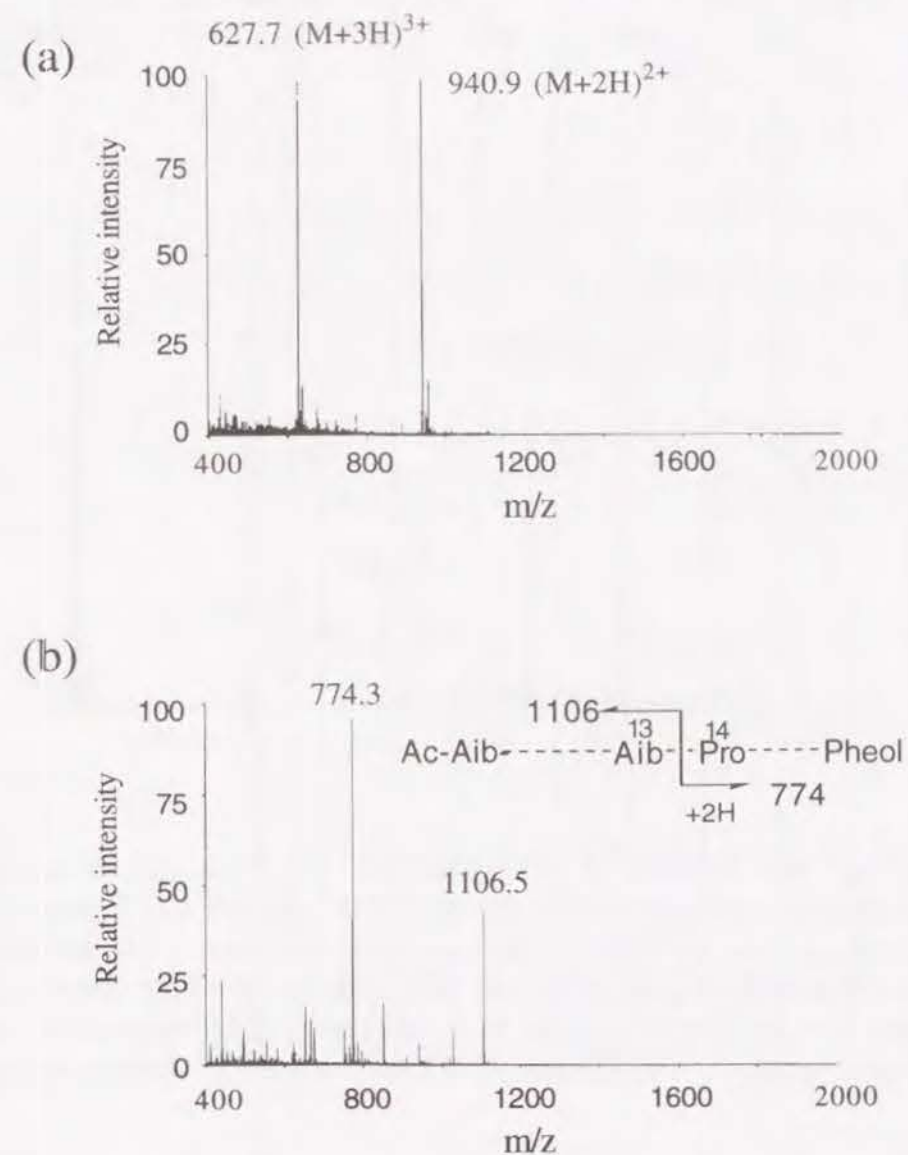 (a)
627.7 (M+3H)3+
940.9 (M+2H)2+
Relative intensity
100
75
50
25
0
400 800 1200 1600 2000
m/z
(b)
774.3
1106.5
Relative intensity
100
75
50
25
0
1106
13 14
Ac-Aib - - - - - - - Aib - Pro - - - - - Pheol
+2H 774
400 800 1200 1600 2000
m/z